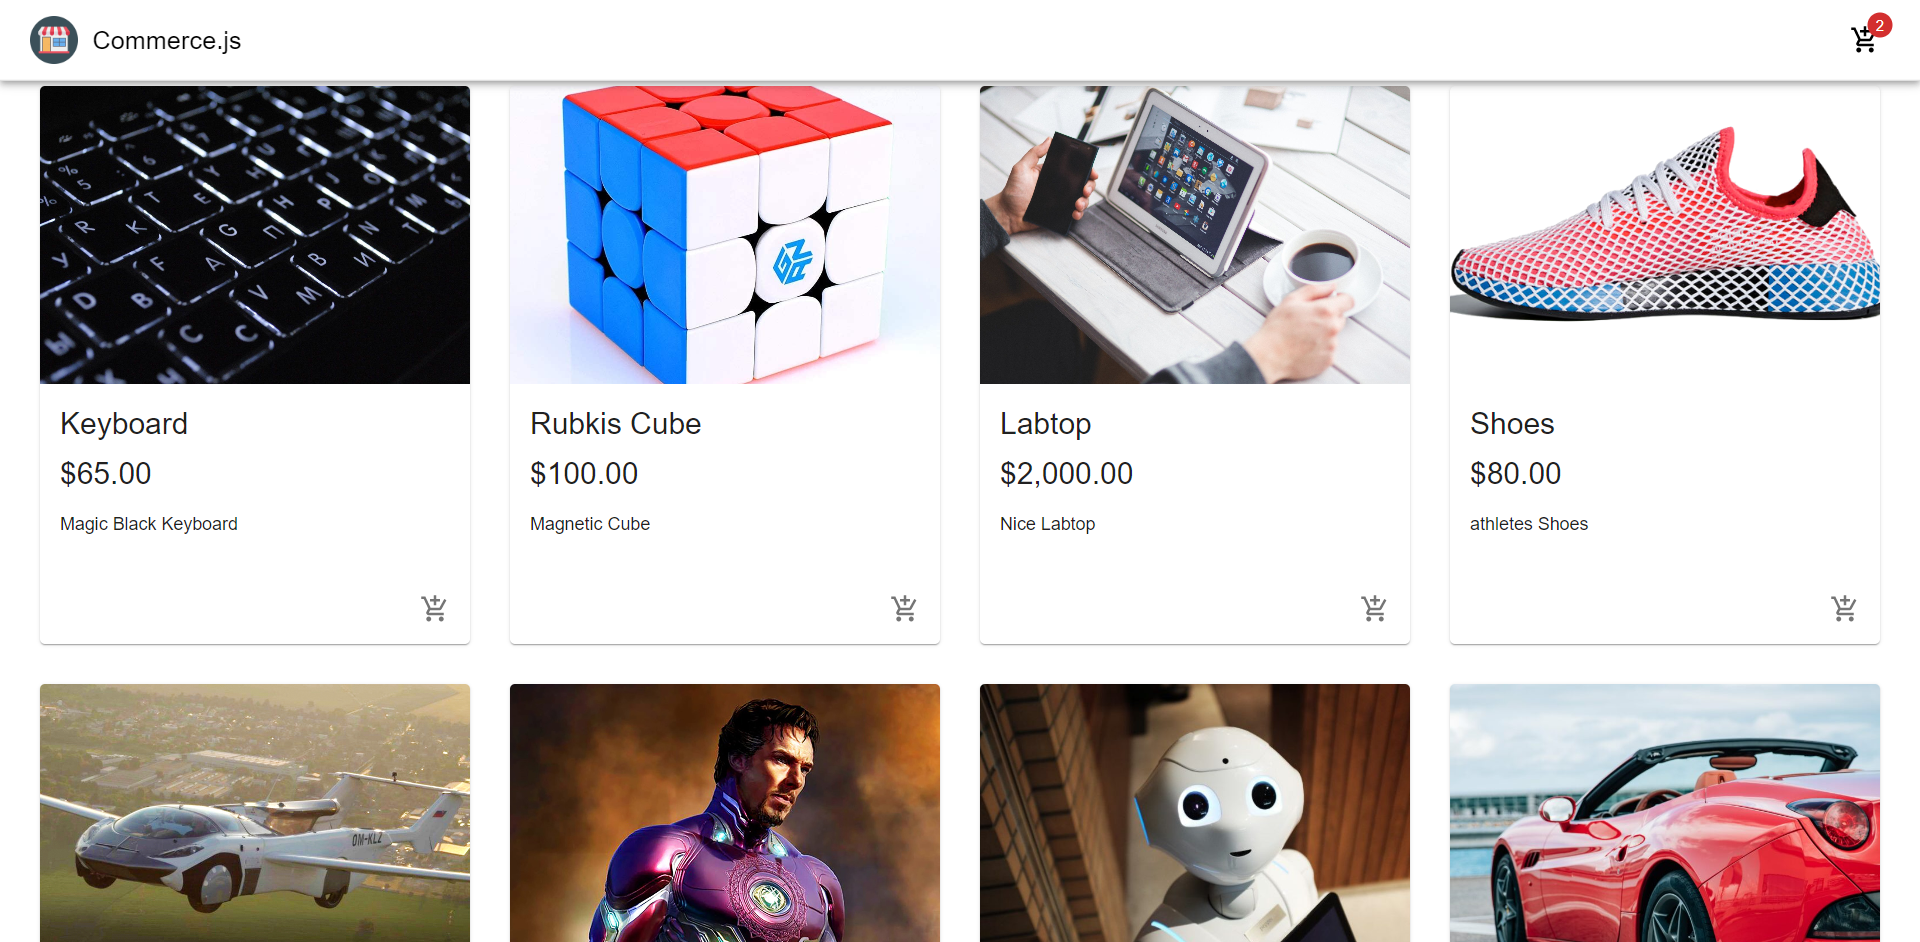 Commerce.js
2
Keyboard
$65.00
Magic Black Keyboard
Rubkis Cube
$100.00
Magnetic Cube
Labtop
$2,000.00
Nice Labtop
Shoes
$80.00
athletes Shoes
OM-KLZ